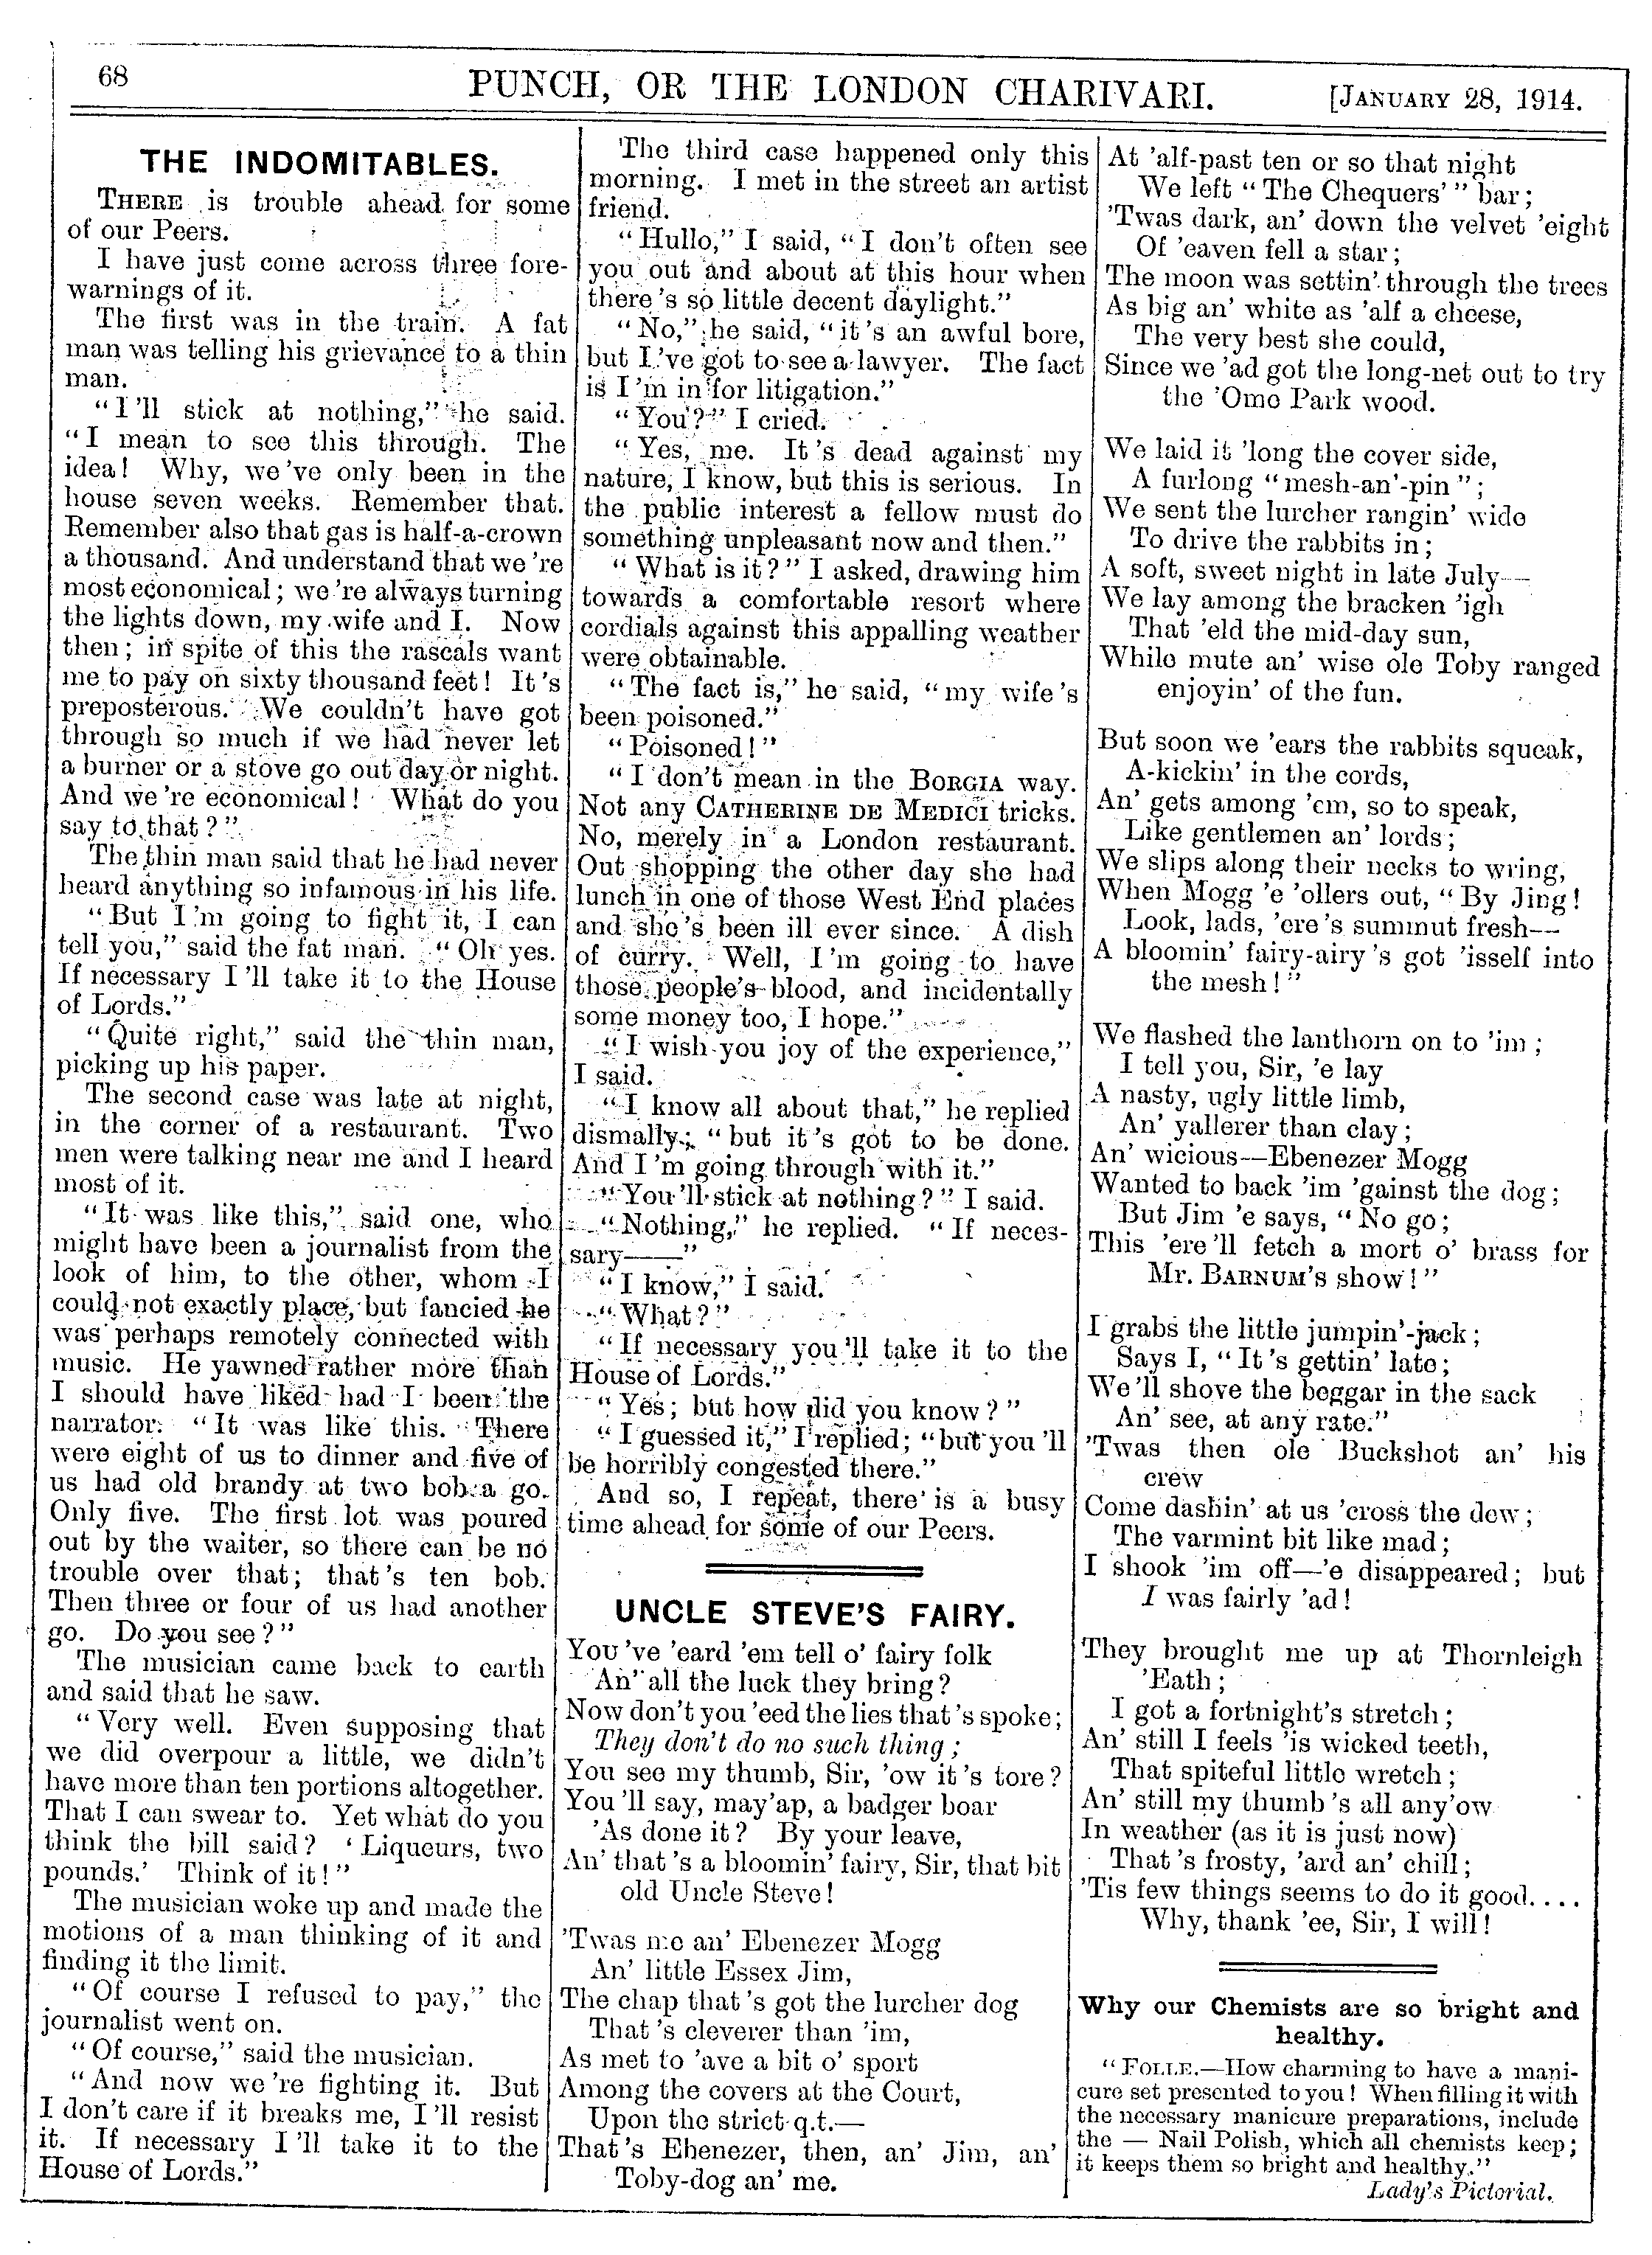 68
PUNCH, OR THE LONDON CHARIVARI.
[JANUARY 28, 1914.
THE INDOMITABLES.
THERE is trouble ahead for some
of our Peers.
I have just come across three fore-
warnings of it.
The first was in the train. A fat
man was telling his grievance to a thin
man.
"I'll stick at nothing," he said.
"I mean to see this through. The
idea! Why, we've only been in the
house seven weeks. Remember that.
Remember also that gas is half-a-crown
a thousand. And understand that we're
most economical; we're always turning
the lights down, my wife and I. Now
then; in spite of this the rascals want
me to pay on sixty thousand feet! It's
preposterous. We couldn't have got
through so much if we had never let
a burner or a stove go out day or night.
And we're economical! What do you
say to that?"
The thin man said that he had never
heard anything so infamous in his life.
"But I'm going to fight it, I can
tell you," said the fat man. "Oh yes.
If necessary I'll take it to the House
of Lords."
"Quite right," said the thin man,
picking up his paper.
The second case was late at night,
in the corner of a restaurant. Two
men were talking near me and I heard
most of it.
"It was like this," said one, who
might have been a journalist from the
look of him, to the other, whom I
could not exactly place, but fancied he
was perhaps remotely connected with
music. He yawned rather more than
I should have liked had I been the
narrator. "It was like this. There
were eight of us to dinner and five of
us had old brandy at two bob a go.
Only five. The first lot was poured
out by the waiter, so there can be no
trouble over that; that's ten bob.
Then three or four of us had another
go. Do you see?"
The musician came back to earth
and said that he saw.
"Very well. Even supposing that
we did overpour a little, we didn't
have more than ten portions altogether.
That I can swear to. Yet what do you
think the bill said? 'Liqueurs, two
pounds.' Think of it!"
The musician woke up and made the
motions of a man thinking of it and
finding it the limit.
"Of course I refused to pay," the
journalist went on.
"Of course," said the musician.
"And now we're fighting it. But
I don't care if it breaks me, I'll resist
it. If necessary I'll take it to the
House of Lords."
The third case happened only this
morning. I met in the street an artist
friend.
"Hullo," I said, "I don't often see
you out and about at this hour when
there's so little decent daylight."
"No," he said, "it's an awful bore,
but I've got to see a lawyer. The fact
is I'm in for litigation."
"You?" I cried.
"Yes, me. It's dead against my
nature, I know, but this is serious. In
the public interest a fellow must do
something unpleasant now and then."
"What is it?" I asked, drawing him
towards a comfortable resort where
cordials against this appalling weather
were obtainable.
"The fact is," he said, "my wife's
been poisoned."
"Poisoned!"
"I don't mean in the BORGIA way.
Not any CATHERINE DE MEDICI tricks.
No, merely in a London restaurant.
Out shopping the other day she had
lunch in one of those West End places
and she's been ill ever since. A dish
of curry. Well, I'm going to have
those people's blood, and incidentally
some money too, I hope."
"I wish you joy of the experience,"
I said.
"I know all about that," he replied
dismally; "but it's got to be done.
And I'm going through with it."
"You'll stick at nothing?" I said.
"Nothing," he replied. "If neces-
sary——"
"I know," I said.
"What?"
"If necessary you'll take it to the
House of Lords."
"Yes; but how did you know?"
"I guessed it," I replied; "but you'll
be horribly congested there."
And so, I repeat, there is a busy
time ahead for some of our Peers.
UNCLE STEVE'S FAIRY.
You've 'eard 'em tell o' fairy folk
An' all the luck they bring?
Now don't you 'eed the lies that's spoke;
They don't do no such thing;
You see my thumb, Sir, 'ow it's tore?
You'll say, may'ap, a badger boar
'As done it? By your leave,
An' that's a bloomin' fairy, Sir, that bit
old Uncle Steve!
'Twas me an' Ebenezer Mogg
An' little Essex Jim,
The chap that's got the lurcher dog
That's cleverer than 'im,
As met to 'ave a bit o' sport
Among the covers at the Court,
Upon the strict q.t.—
That's Ebenezer, then, an' Jim, an'
Toby-dog an' me.
At 'alf-past ten or so that night
We left "The Chequers'" bar;
'Twas dark, an' down the velvet 'eight
Of 'eaven fell a star;
The moon was settin' through the trees
As big an' white as 'alf a cheese,
The very best she could,
Since we 'ad got the long-net out to try
the 'Ome Park wood.
We laid it 'long the cover side,
A furlong "mesh-an'-pin";
We sent the lurcher rangin' wide
To drive the rabbits in;
A soft, sweet night in late July—
We lay among the bracken 'igh
That 'eld the mid-day sun,
While mute an' wise ole Toby ranged
enjoyin' of the fun.
But soon we 'ears the rabbits squeak,
A-kickin' in the cords,
An' gets among 'em, so to speak,
Like gentlemen an' lords;
We slips along their necks to wring,
When Mogg 'e 'ollers out, "By Jing!
Look, lads, 'ere's summut fresh—
A bloomin' fairy-airy's got 'isself into
the mesh!"
We flashed the lanthorn on to 'im;
I tell you, Sir, 'e lay
A nasty, ugly little limb,
An' yallerer than clay;
An' wicious—Ebenezer Mogg
Wanted to back 'im 'gainst the dog;
But Jim 'e says, "No go;
This 'ere'll fetch a mort o' brass for
Mr. BARNUM'S show!"
I grabs the little jumpin'-jack;
Says I, "It's gettin' late;
We'll shove the beggar in the sack
An' see, at any rate."
'Twas then ole Buckshot an' his
crew
Come dashin' at us 'cross the dew;
The varmint bit like mad;
I shook 'im off—'e disappeared; but
I was fairly 'ad!
They brought me up at Thornleigh
'Eath;
I got a fortnight's stretch;
An' still I feels 'is wicked teeth,
That spiteful little wretch;
An' still my thumb's all any'ow
In weather (as it is just now)
That's frosty, 'ard an' chill;
'Tis few things seems to do it good....
Why, thank 'ee, Sir, I will!
Why our Chemists are so bright and
healthy.
"FOLLE.—How charming to have a mani-
cure set presented to you! When filling it with
the necessary manicure preparations, include
the — Nail Polish, which all chemists keep;
it keeps them so bright and healthy."
Lady's Pictorial.